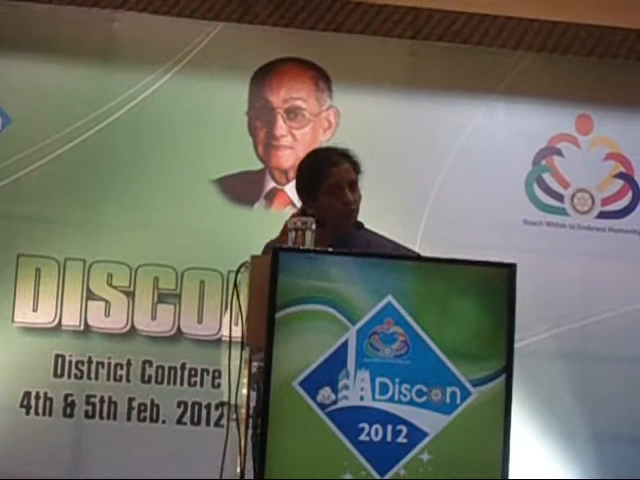 Reach Within to Embrace Humanity
DISCO
District Confere
4th & 5th Feb. 2012
Discon
2012